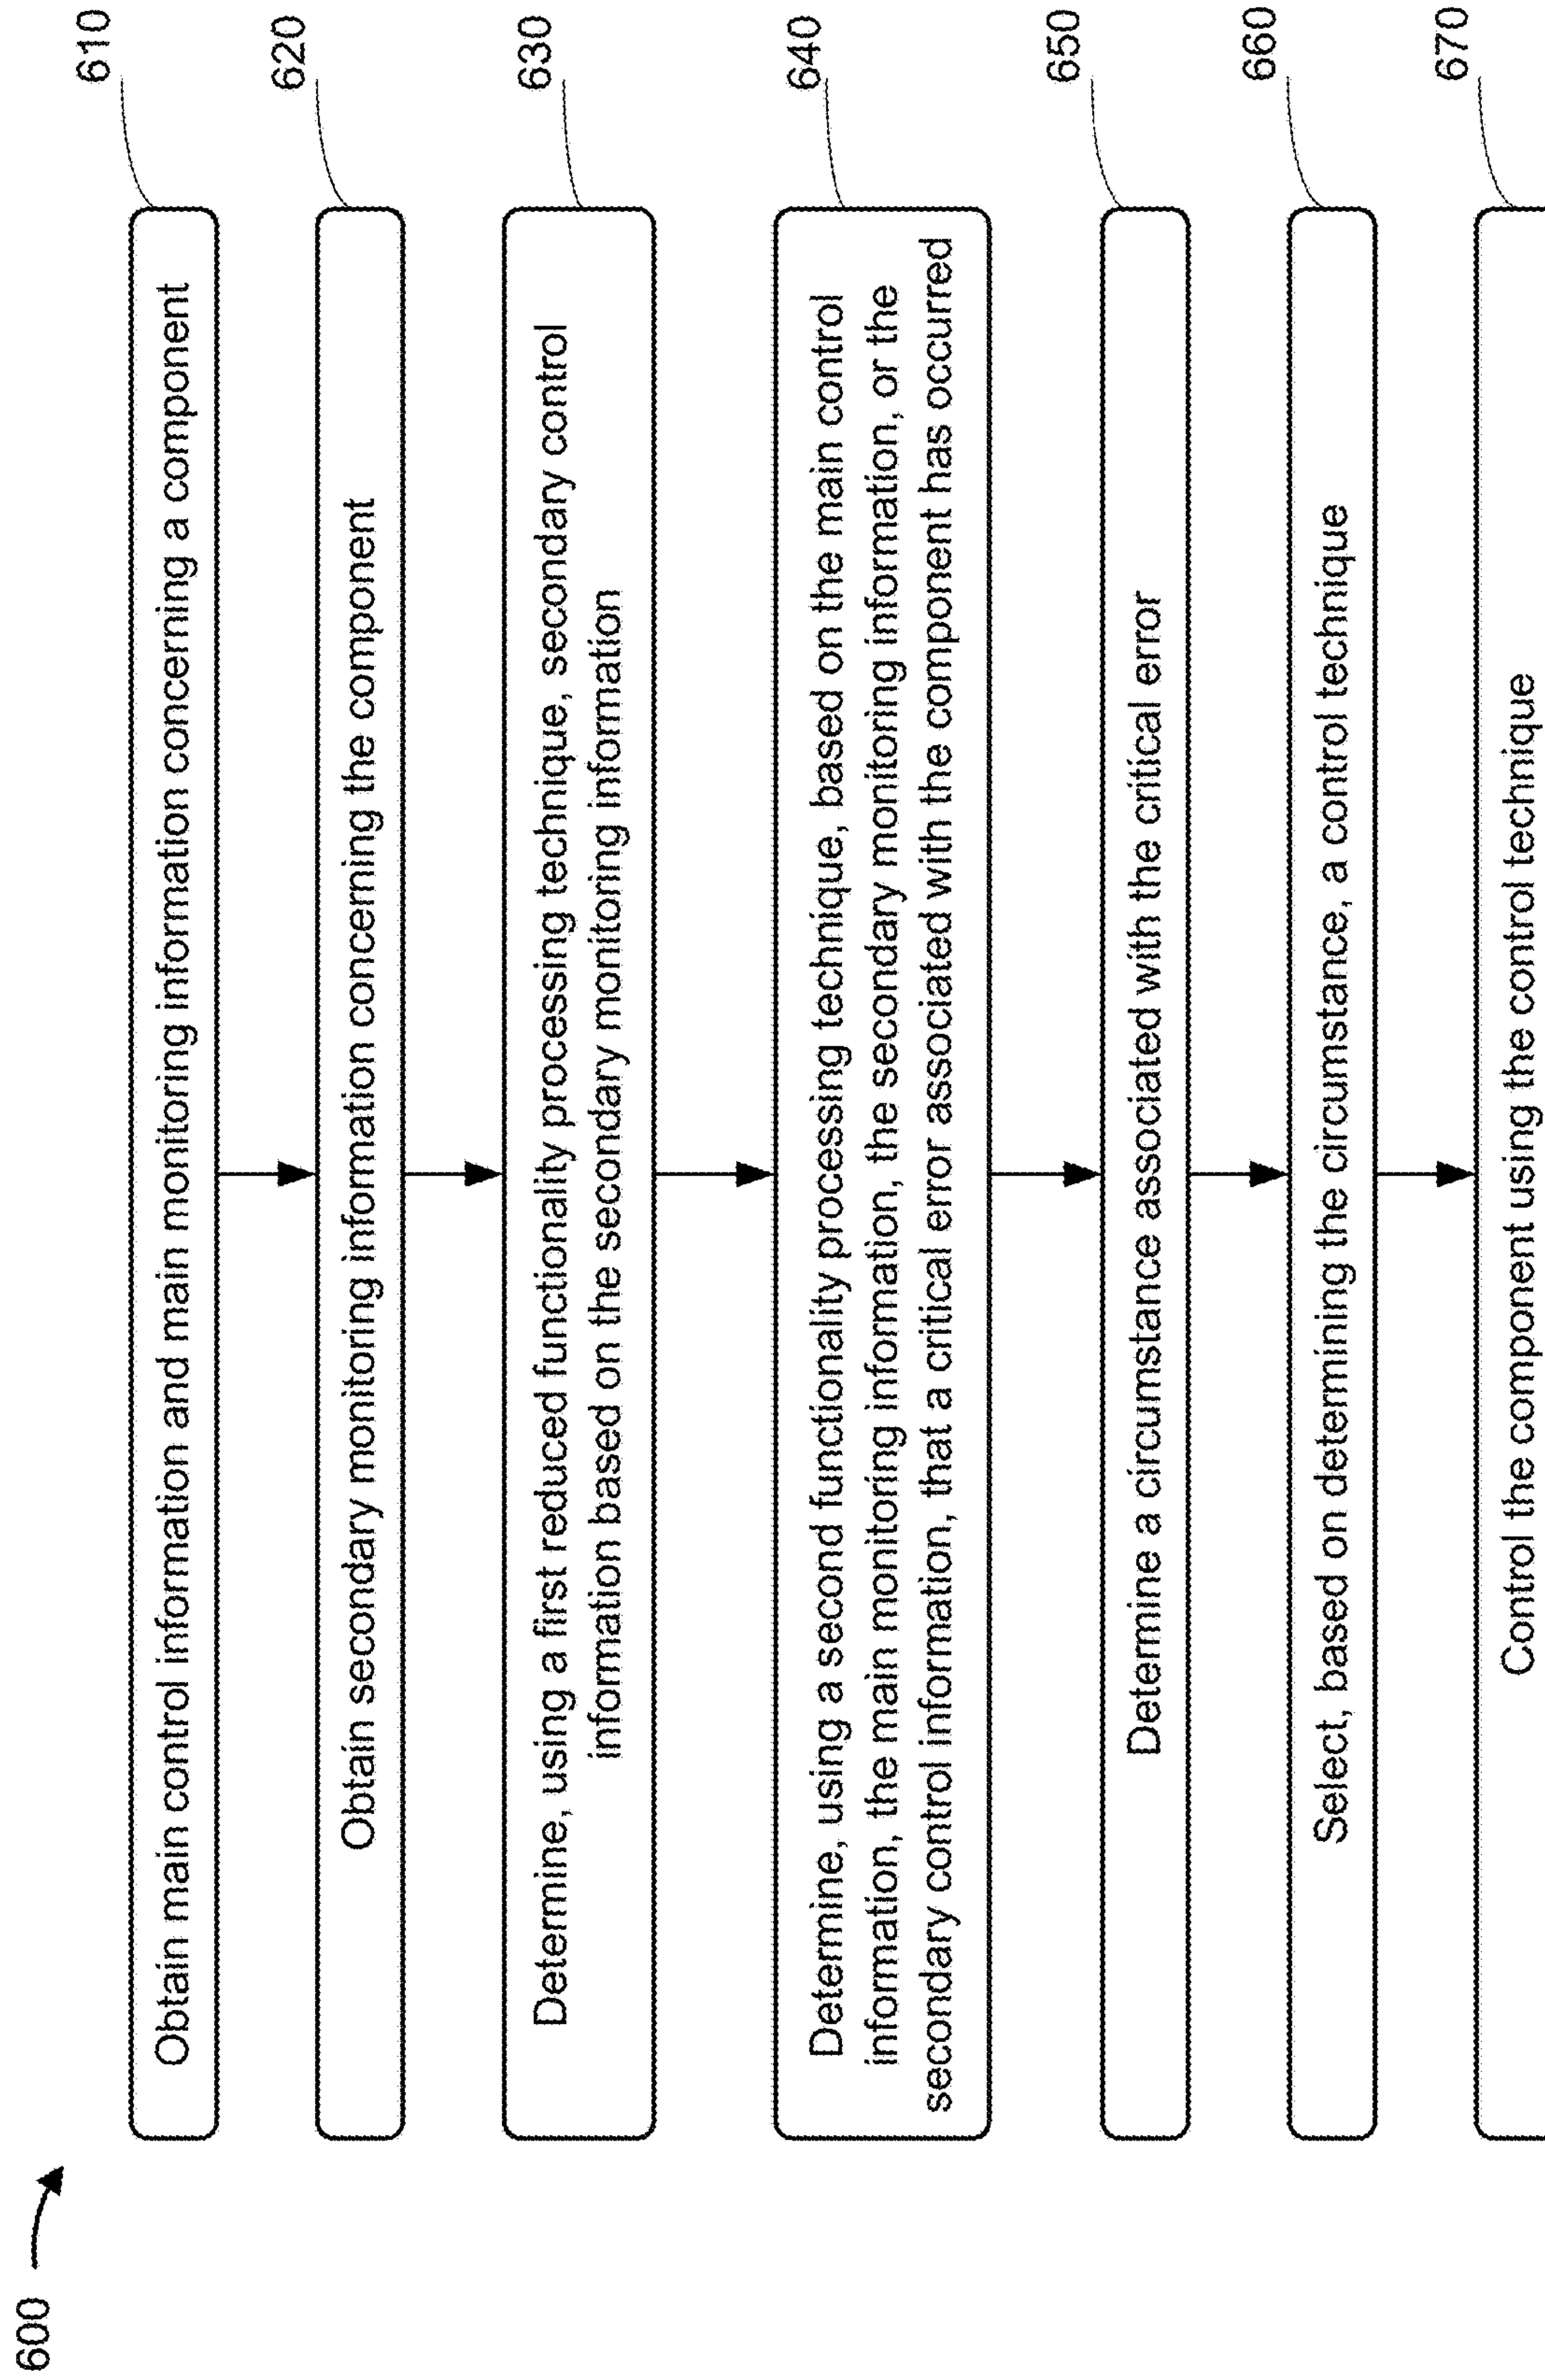 600
610
Obtain main control information and main monitoring information concerning a component
620
Obtain secondary monitoring information concerning the component
630
Determine, using a first reduced functionality processing technique, secondary control
information based on the secondary monitoring information
640
Determine, using a second functionality processing technique, based on the main control
information, the main monitoring information, the secondary monitoring information, or the
secondary control information, that a critical error associated with the component has occurred
650
Determine a circumstance associated with the critical error
660
Select, based on determining the circumstance, a control technique
670
Control the component using the control technique